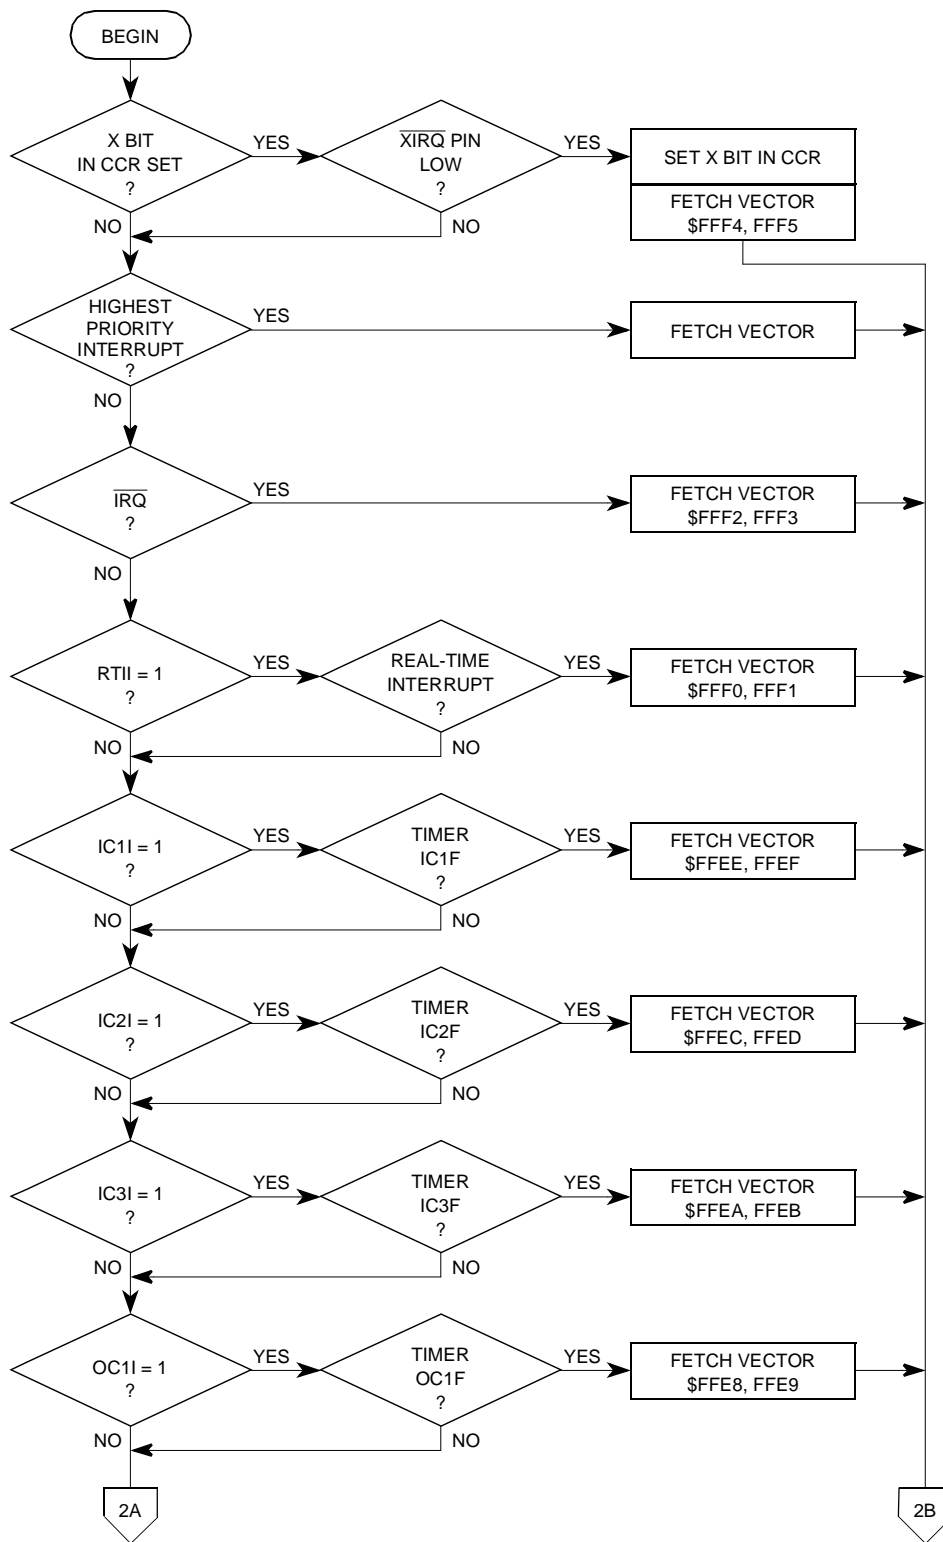 BEGIN
X BIT
IN CCR SET
?
YES
XIRQ PIN
LOW
?
YES
SET X BIT IN CCR
FETCH VECTOR
$FFF4, FFF5
NO
NO
HIGHEST
PRIORITY
INTERRUPT
?
YES
FETCH VECTOR
NO
IRQ
?
YES
FETCH VECTOR
$FFF2, FFF3
NO
RTII = 1
?
YES
REAL-TIME
INTERRUPT
?
YES
FETCH VECTOR
$FFF0, FFF1
NO
NO
IC1I = 1
?
YES
TIMER
IC1F
?
YES
FETCH VECTOR
$FFEE, FFEF
NO
NO
IC2I = 1
?
YES
TIMER
IC2F
?
YES
FETCH VECTOR
$FFEC, FFED
NO
NO
IC3I = 1
?
YES
TIMER
IC3F
?
YES
FETCH VECTOR
$FFEA, FFEB
NO
NO
OC1I = 1
?
YES
TIMER
OC1F
?
YES
FETCH VECTOR
$FFE8, FFE9
NO
NO
2A
2B